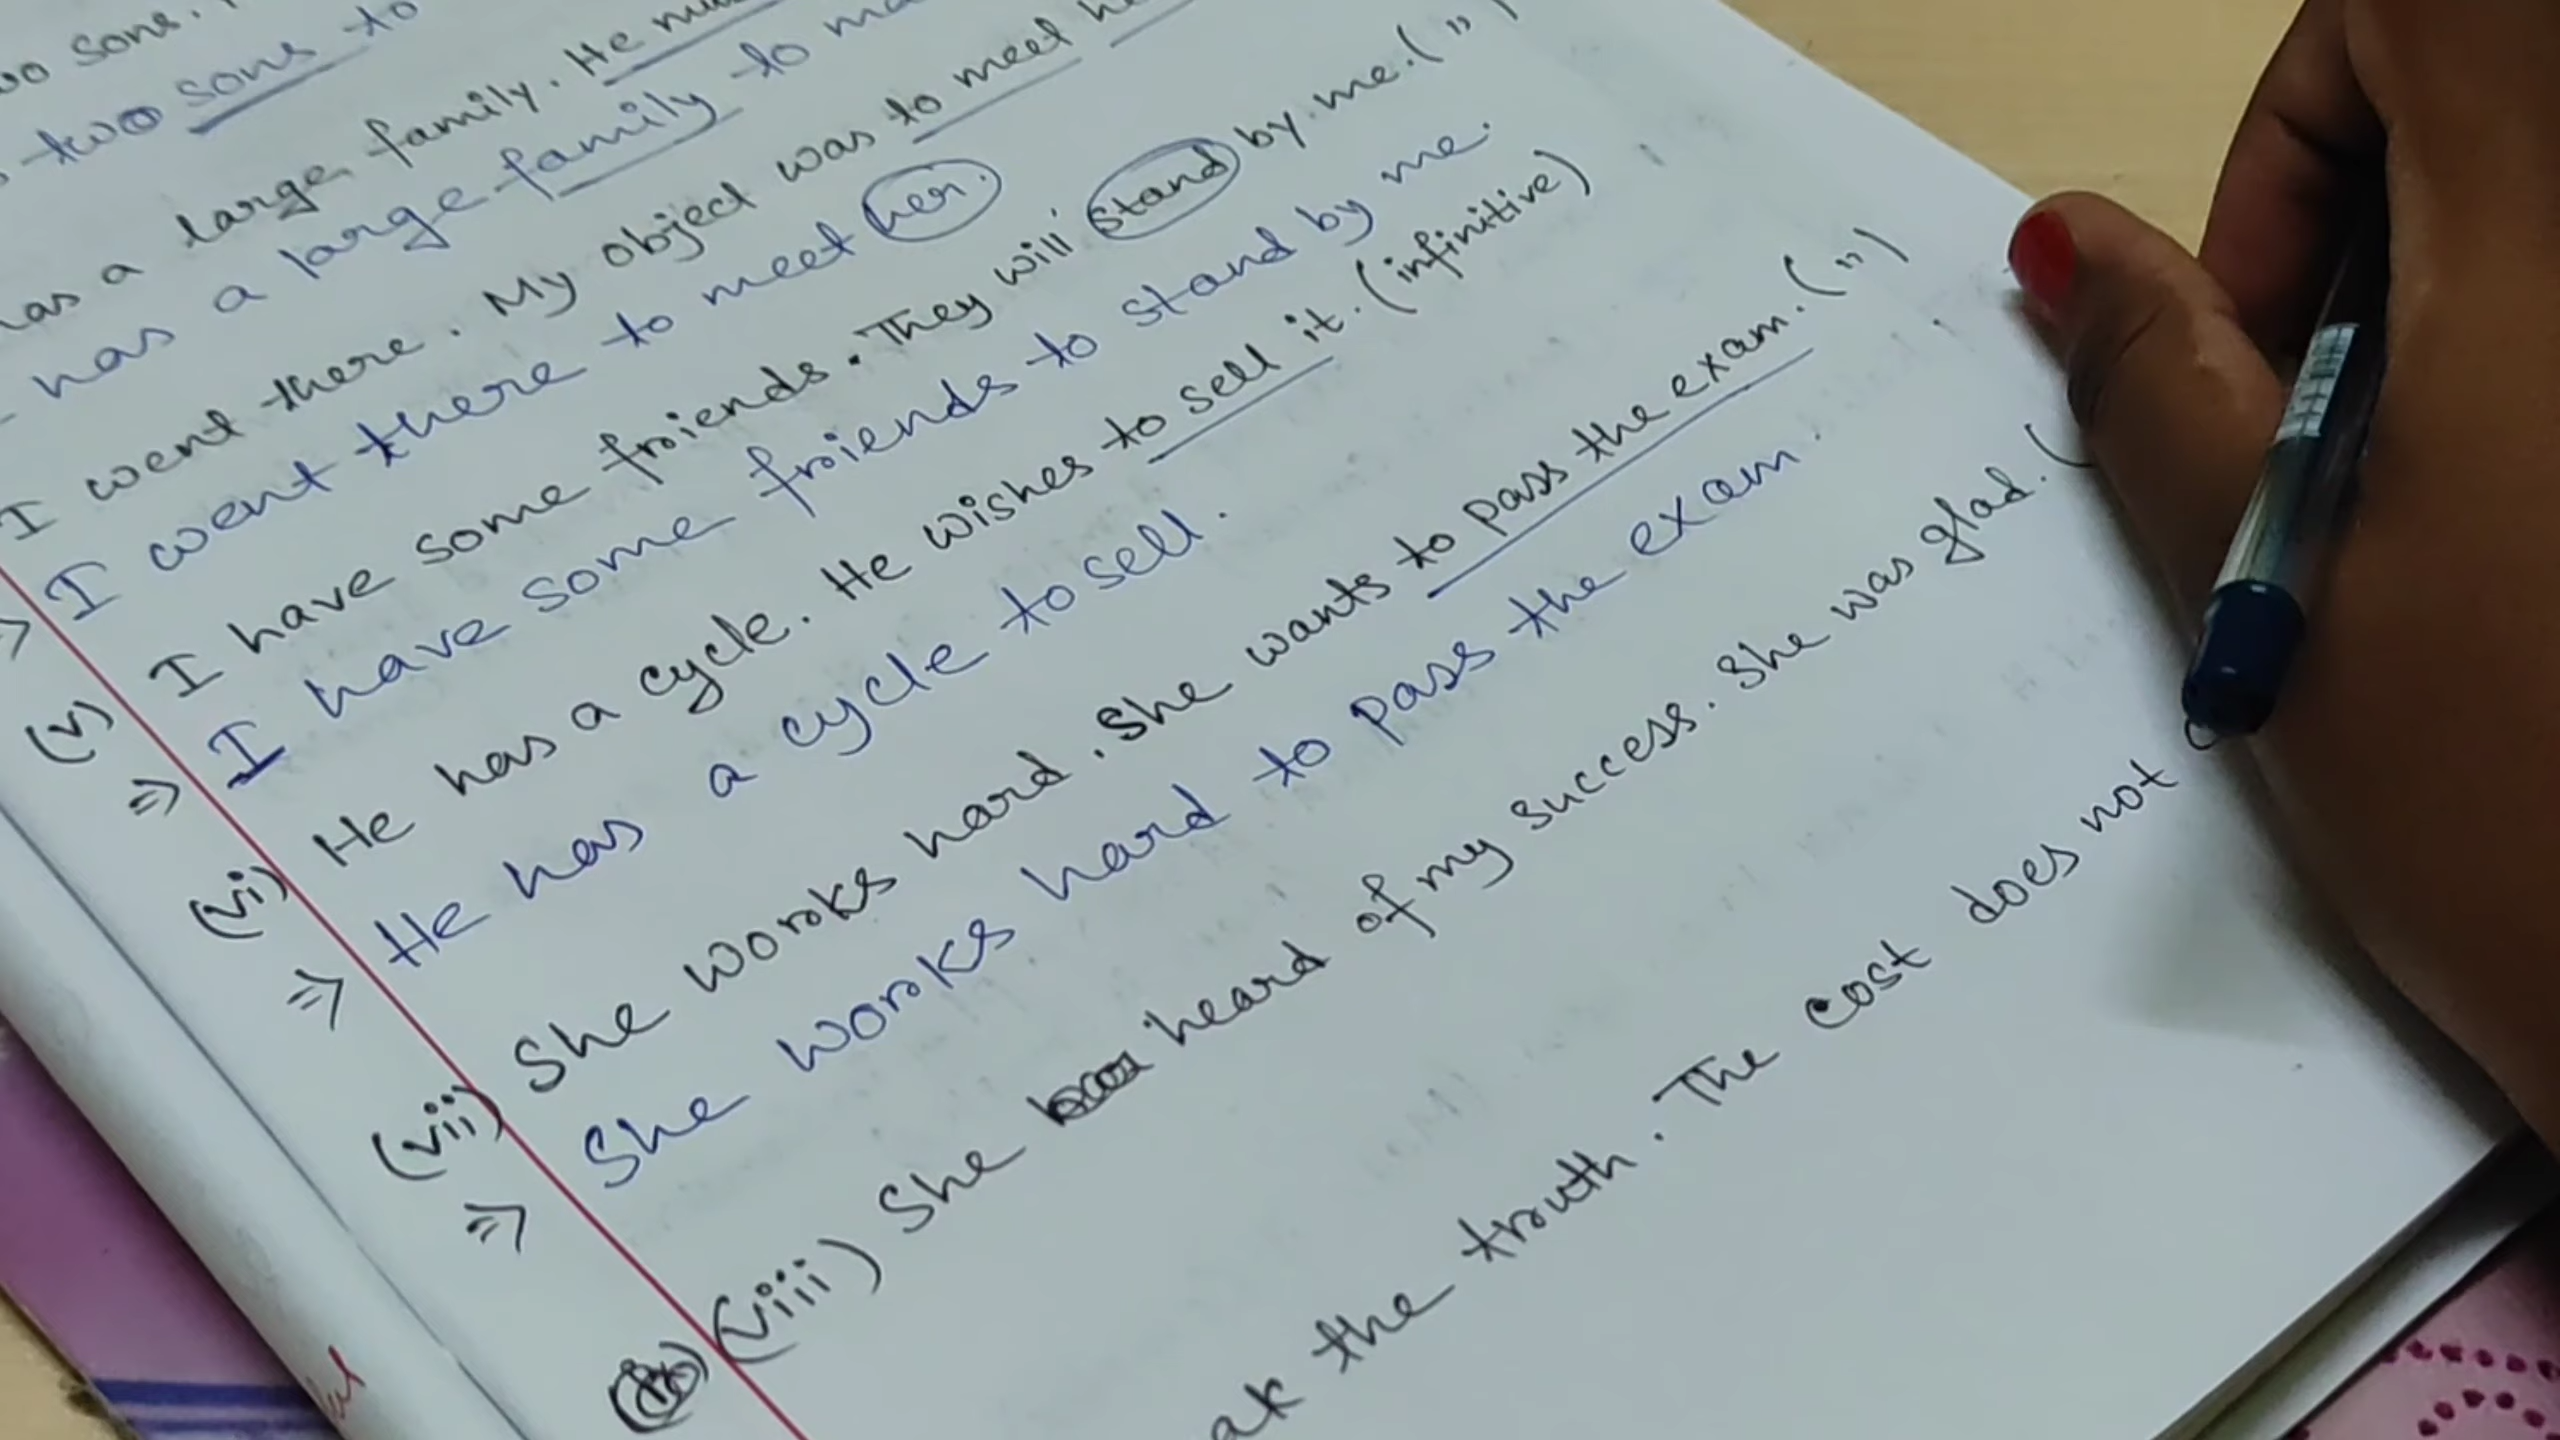 two sons.
two sons to
has a large family. He
has a large family to
I went there. My object was to meet
⇒ I went there to meet her.
(v) I have some friends. They will stand by me. (")
⇒ I have some friends to stand by me.
(vi) He has a cycle. He wishes to sell it. (infinitive)
⇒ He has a cycle to sell.
(vii) She works hard. She wants to pass the exam. (")
⇒ She works hard to pass the exam.
(viii) She heard of my success. She was glad. (
the truth. The cost does not